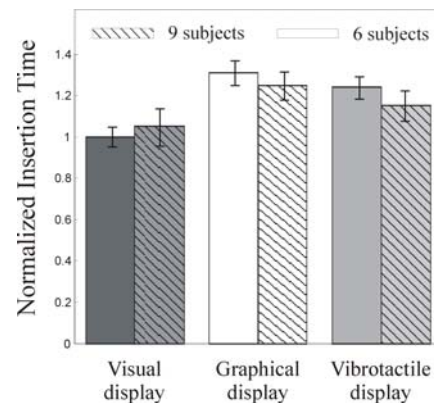 9 subjects 6 subjects
Normalized Insertion Time
1.4
1.2
1
0.8
0.6
0.4
0.2
0
Visual display
Graphical display
Vibrotactile display